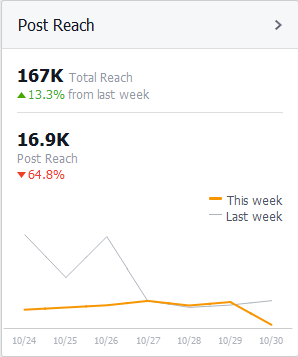 Post Reach
167K Total Reach
13.3% from last week
16.9K
Post Reach
64.8%
This week
Last week
10/24 10/25 10/26 10/27 10/28 10/29 10/30